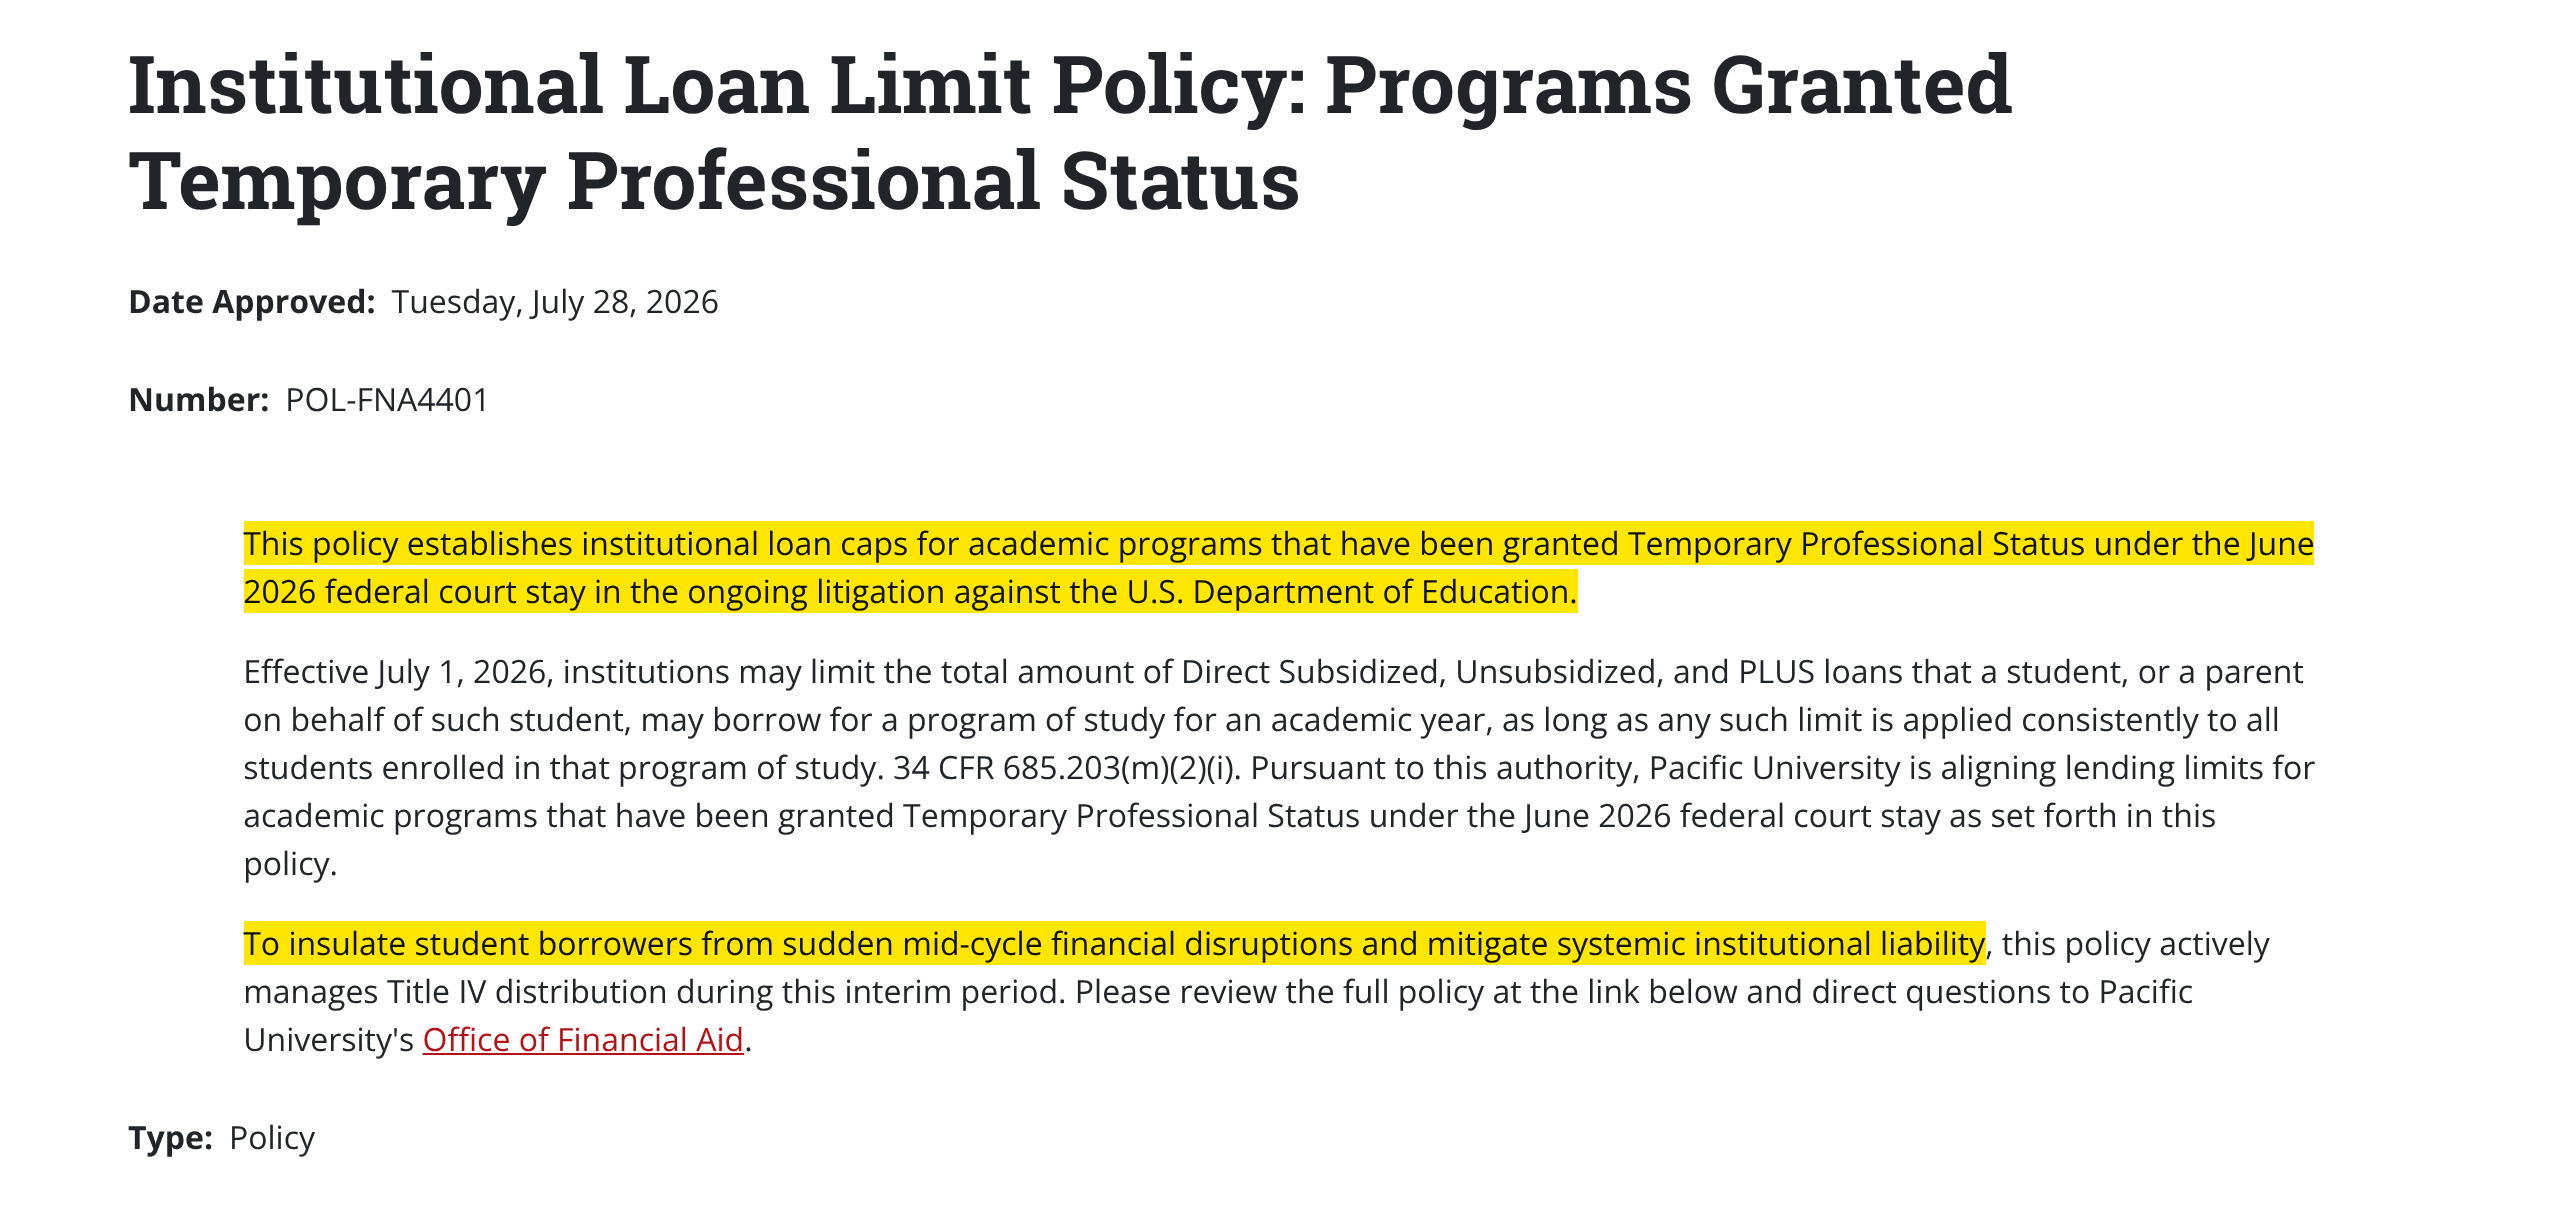 Institutional Loan Limit Policy: Programs Granted
Temporary Professional Status
Date Approved: Tuesday, July 28, 2026
Number: POL-FNA4401
This policy establishes institutional loan caps for academic programs that have been granted Temporary Professional Status under the June
2026 federal court stay in the ongoing litigation against the U.S. Department of Education.
Effective July 1, 2026, institutions may limit the total amount of Direct Subsidized, Unsubsidized, and PLUS loans that a student, or a parent
on behalf of such student, may borrow for a program of study for an academic year, as long as any such limit is applied consistently to all
students enrolled in that program of study. 34 CFR 685.203(m)(2)(i). Pursuant to this authority, Pacific University is aligning lending limits for
academic programs that have been granted Temporary Professional Status under the June 2026 federal court stay as set forth in this
policy.
To insulate student borrowers from sudden mid-cycle financial disruptions and mitigate systemic institutional liability, this policy actively
manages Title IV distribution during this interim period. Please review the full policy at the link below and direct questions to Pacific
University's Office of Financial Aid.
Type: Policy